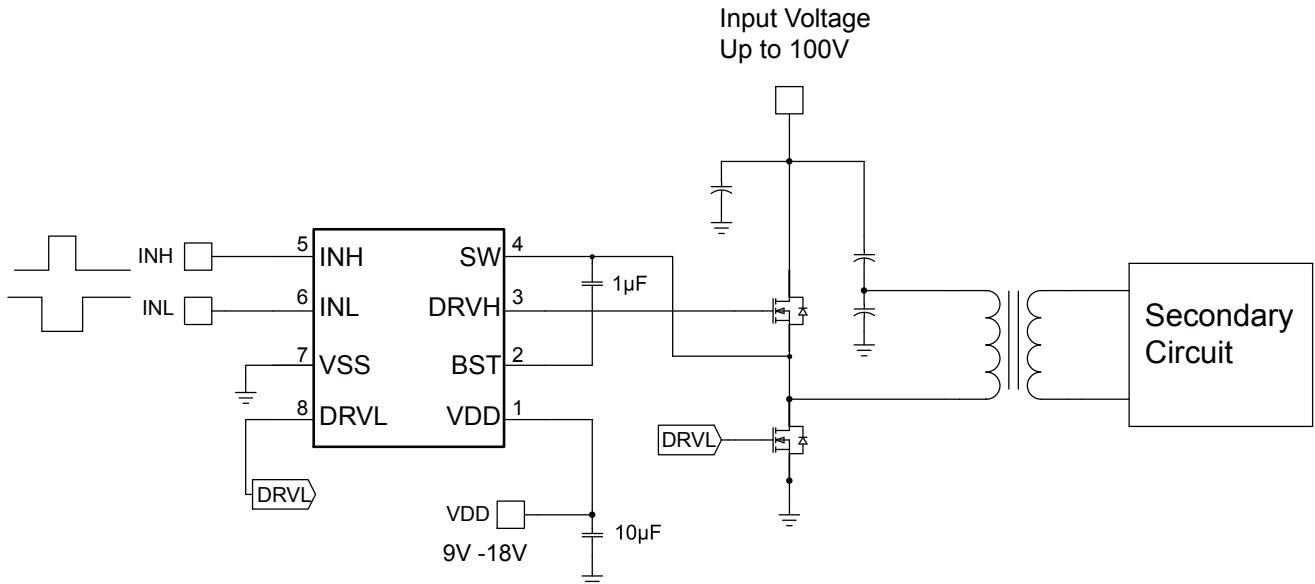 Input Voltage
Up to 100V
INH
5
INH
SW
4
1µF
INL
6
INL
DRVH
3
7
VSS
BST
2
8
DRVL
VDD
1
DRVL
DRVL
VDD
9V -18V
10µF
Secondary
Circuit